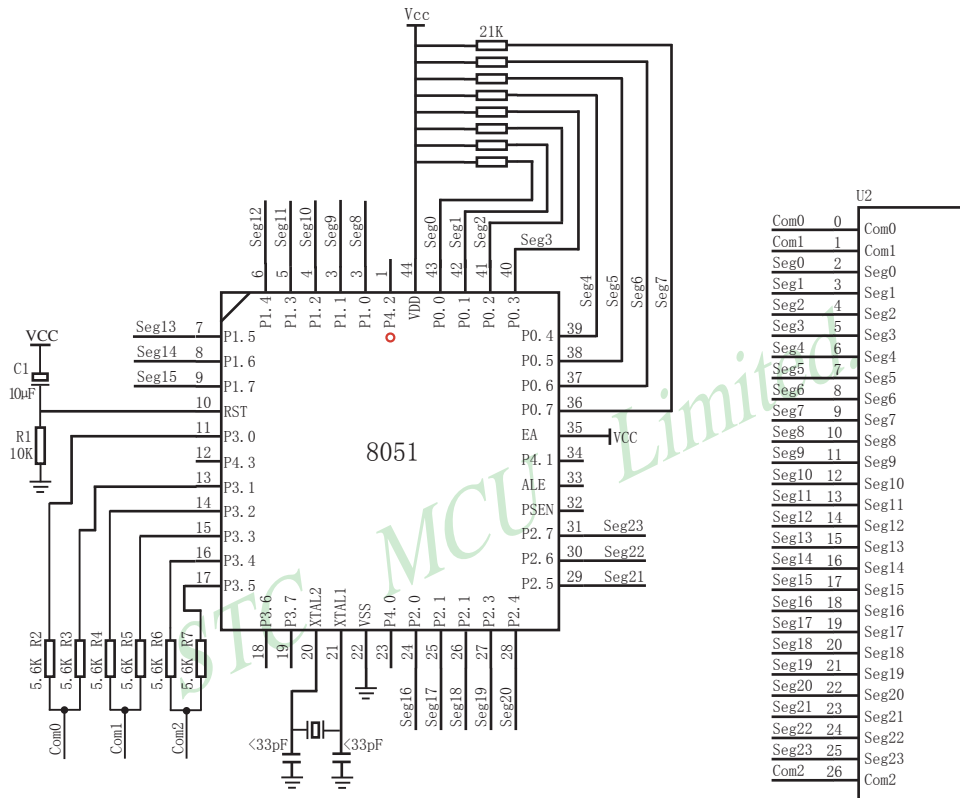 Vcc
21K
Seg12
Seg11
Seg10
Seg9
Seg8
Seg0
Seg1
Seg2
Seg3
Seg4
Seg5
Seg6
Seg7
6
5
4
3
3
1
44
43
42
41
40
P1.4
P1.3
P1.2
P1.1
P1.0
P4.2
VDD
P0.0
P0.1
P0.2
P0.3
Seg13 7 P1.5
Seg14 8 P1.6
Seg15 9 P1.7
10 RST
11 P3.0
12 P4.3
13 P3.1
14 P3.2
15 P3.3
16 P3.4
17 P3.5
VCC
C1
10μF
R1
10K
8051
P0.4 39
P0.5 38
P0.6 37
P0.7 36
EA 35 VCC
P4.1 34
ALE 33
PSEN 32
P2.7 31 Seg23
P2.6 30 Seg22
P2.5 29 Seg21
P3.6
P3.7
XTAL2
XTAL1
VSS
P4.0
P2.0
P2.1
P2.1
P2.3
P2.4
18
19
20
21
22
23
24
25
26
27
28
Seg16
Seg17
Seg18
Seg19
Seg20
5.6K R2
5.6K R3
5.6K R4
5.6K R5
5.6K R6
5.6K R7
Com0
Com1
Com2
<33pF
<33pF
STC MCU Limited.
U2
Com0 0 Com0
Com1 1 Com1
Seg0 2 Seg0
Seg1 3 Seg1
Seg2 4 Seg2
Seg3 5 Seg3
Seg4 6 Seg4
Seg5 7 Seg5
Seg6 8 Seg6
Seg7 9 Seg7
Seg8 10 Seg8
Seg9 11 Seg9
Seg10 12 Seg10
Seg11 13 Seg11
Seg12 14 Seg12
Seg13 15 Seg13
Seg14 16 Seg14
Seg15 17 Seg15
Seg16 18 Seg16
Seg17 19 Seg17
Seg18 20 Seg18
Seg19 21 Seg19
Seg20 22 Seg20
Seg21 23 Seg21
Seg22 24 Seg22
Seg23 25 Seg23
Com2 26 Com2